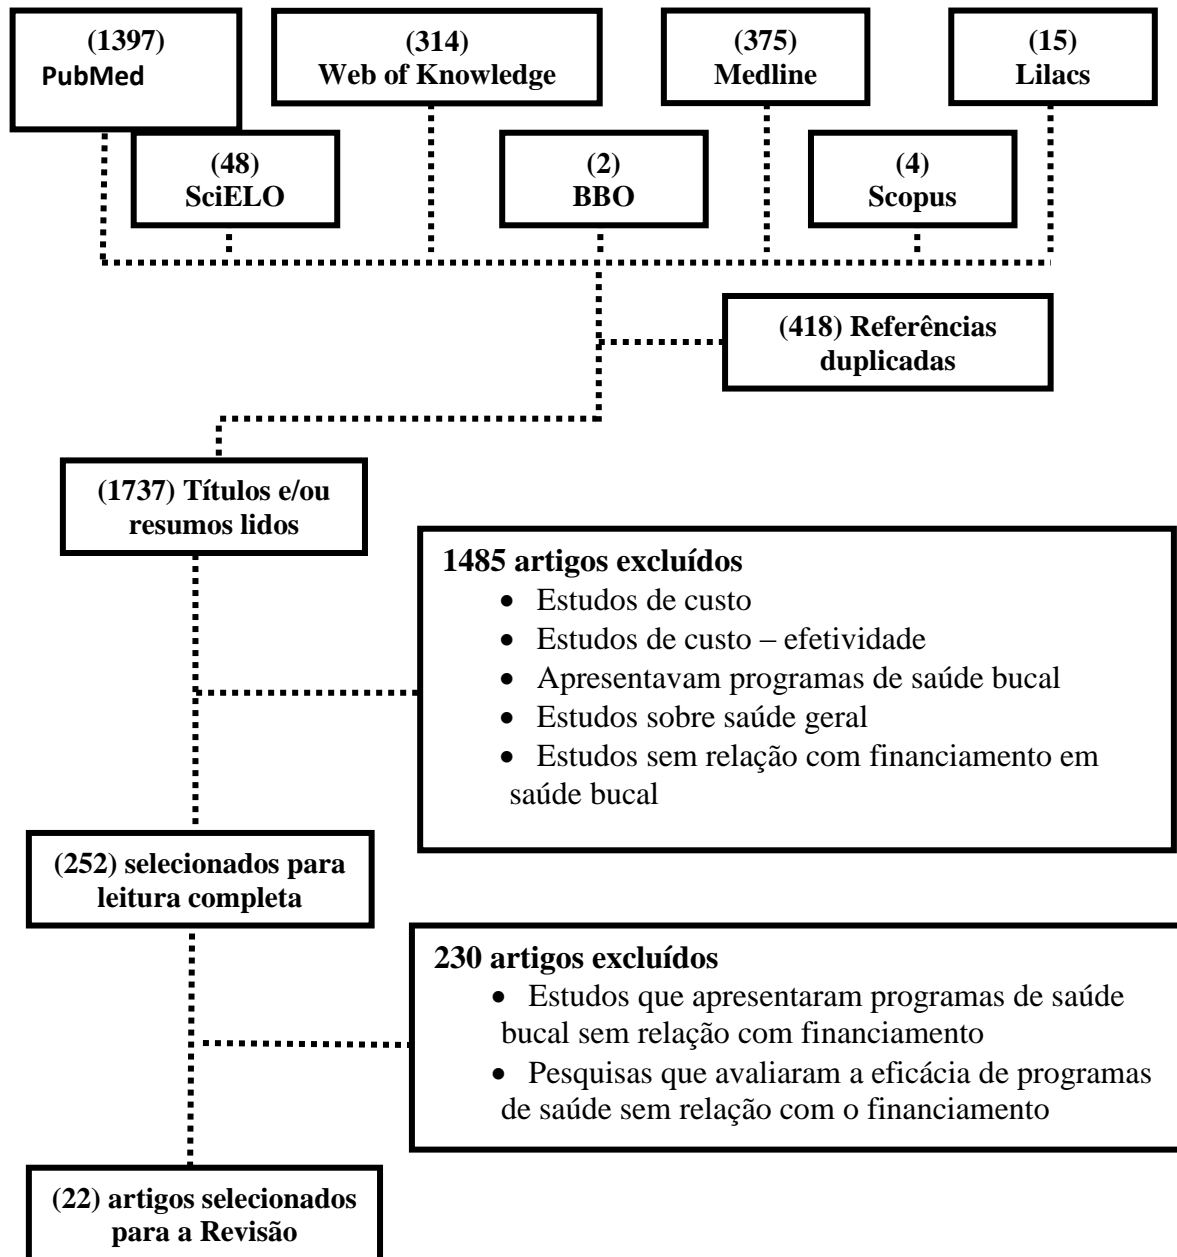 (1397)
PubMed
(314)
Web of Knowledge
(375)
Medline
(15)
Lilacs
(48)
SciELO
(2)
BBO
(4)
Scopus
(418) Referências
duplicadas
(1737) Títulos e/ou
resumos lidos
1485 artigos excluídos
• Estudos de custo
• Estudos de custo – efetividade
• Apresentavam programas de saúde bucal
• Estudos sobre saúde geral
• Estudos sem relação com financiamento em
saúde bucal
(252) selecionados para
leitura completa
230 artigos excluídos
• Estudos que apresentaram programas de saúde
bucal sem relação com financiamento
• Pesquisas que avaliaram a eficácia de programas
de saúde sem relação com o financiamento
(22) artigos selecionados
para a Revisão